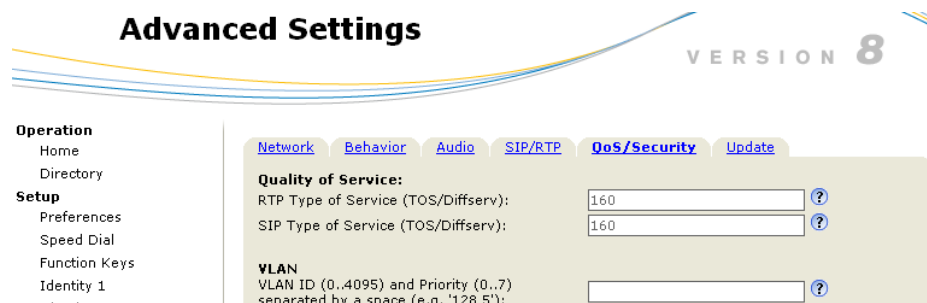 Advanced Settings
VERSION 8
Operation
Home
Directory
Setup
Preferences
Speed Dial
Function Keys
Identity 1
Network Behavior Audio SIP/RTP QoS/Security Update
Quality of Service:
RTP Type of Service (TOS/Diffserv): 160 ?
SIP Type of Service (TOS/Diffserv): 160 ?
VLAN
VLAN ID (0..4095) and Priority (0..7) ?
separated by a space (e.g. '128 5'):